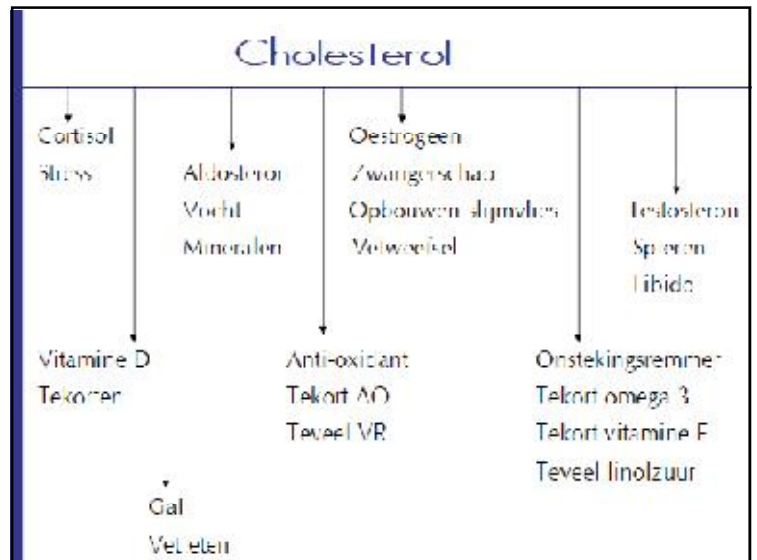 Cholesterol
Cortisol
Stress
Aldosteron
Vocht
Mineralen
Oestrogeen
Zwangerschap
Opbouwen slijmvlies
Vetweefsel
Testosteron
Spieren
Libido
Vitamine D
Tekorten
Anti-oxidant
Tekort AO
Teveel VR
Onstekingsremmer
Tekort omega 3
Tekort vitamine E
Teveel linolzuur
Gal
Vet eten